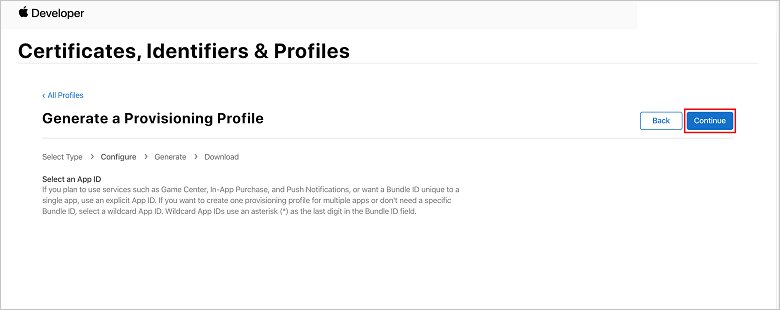 Developer
Certificates, Identifiers & Profiles
< All Profiles
Generate a Provisioning Profile
Back
Continue
Select Type > Configure > Generate > Download
Select an App ID
If you plan to use services such as Game Center, In-App Purchase, and Push Notifications, or want a Bundle ID unique to a
single app, use an explicit App ID. If you want to create one provisioning profile for multiple apps or don't need a specific
Bundle ID, select a wildcard App ID. Wildcard App IDs use an asterisk (*) as the last digit in the Bundle ID field.